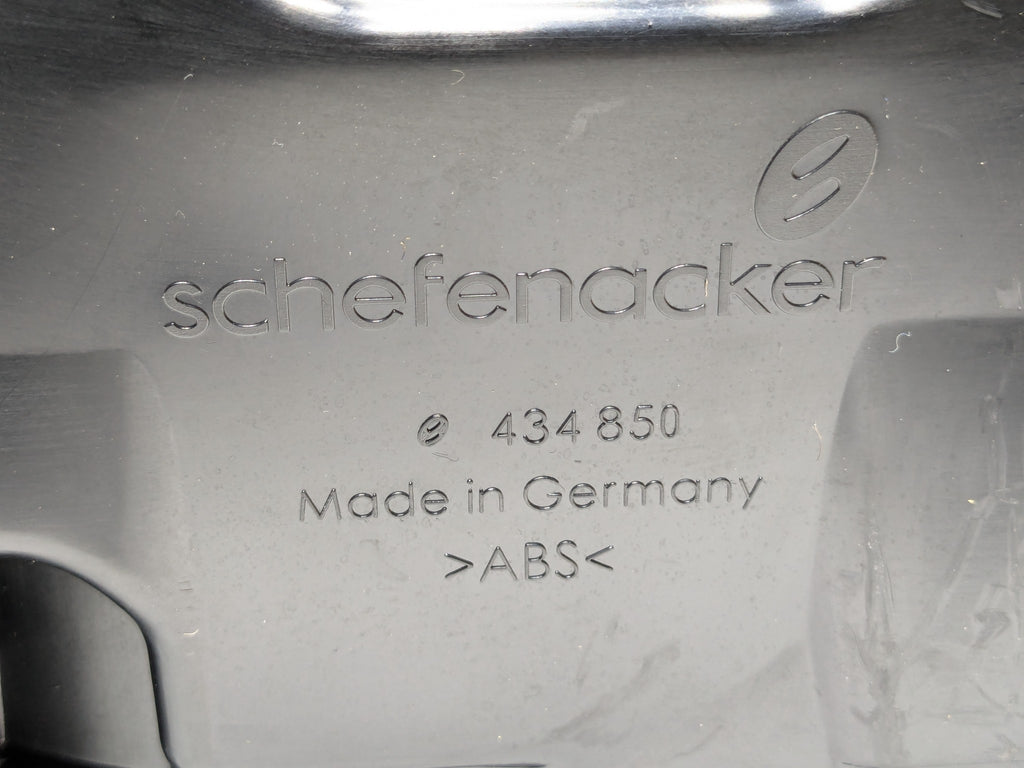 schefenacker
434 850
Made in Germany
>ABS<